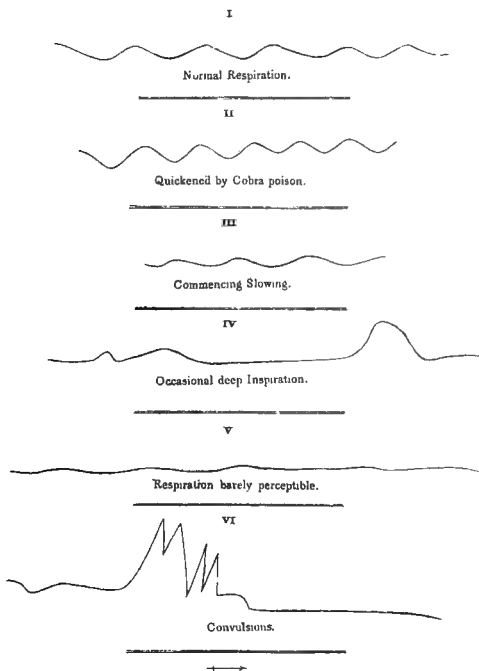 I
Normal Respiration.
II
Quickened by Cobra poison.
III
Commencing Slowing.
IV
Occasional deep Inspiration.
V
Respiration barely perceptible.
VI
Convulsions.